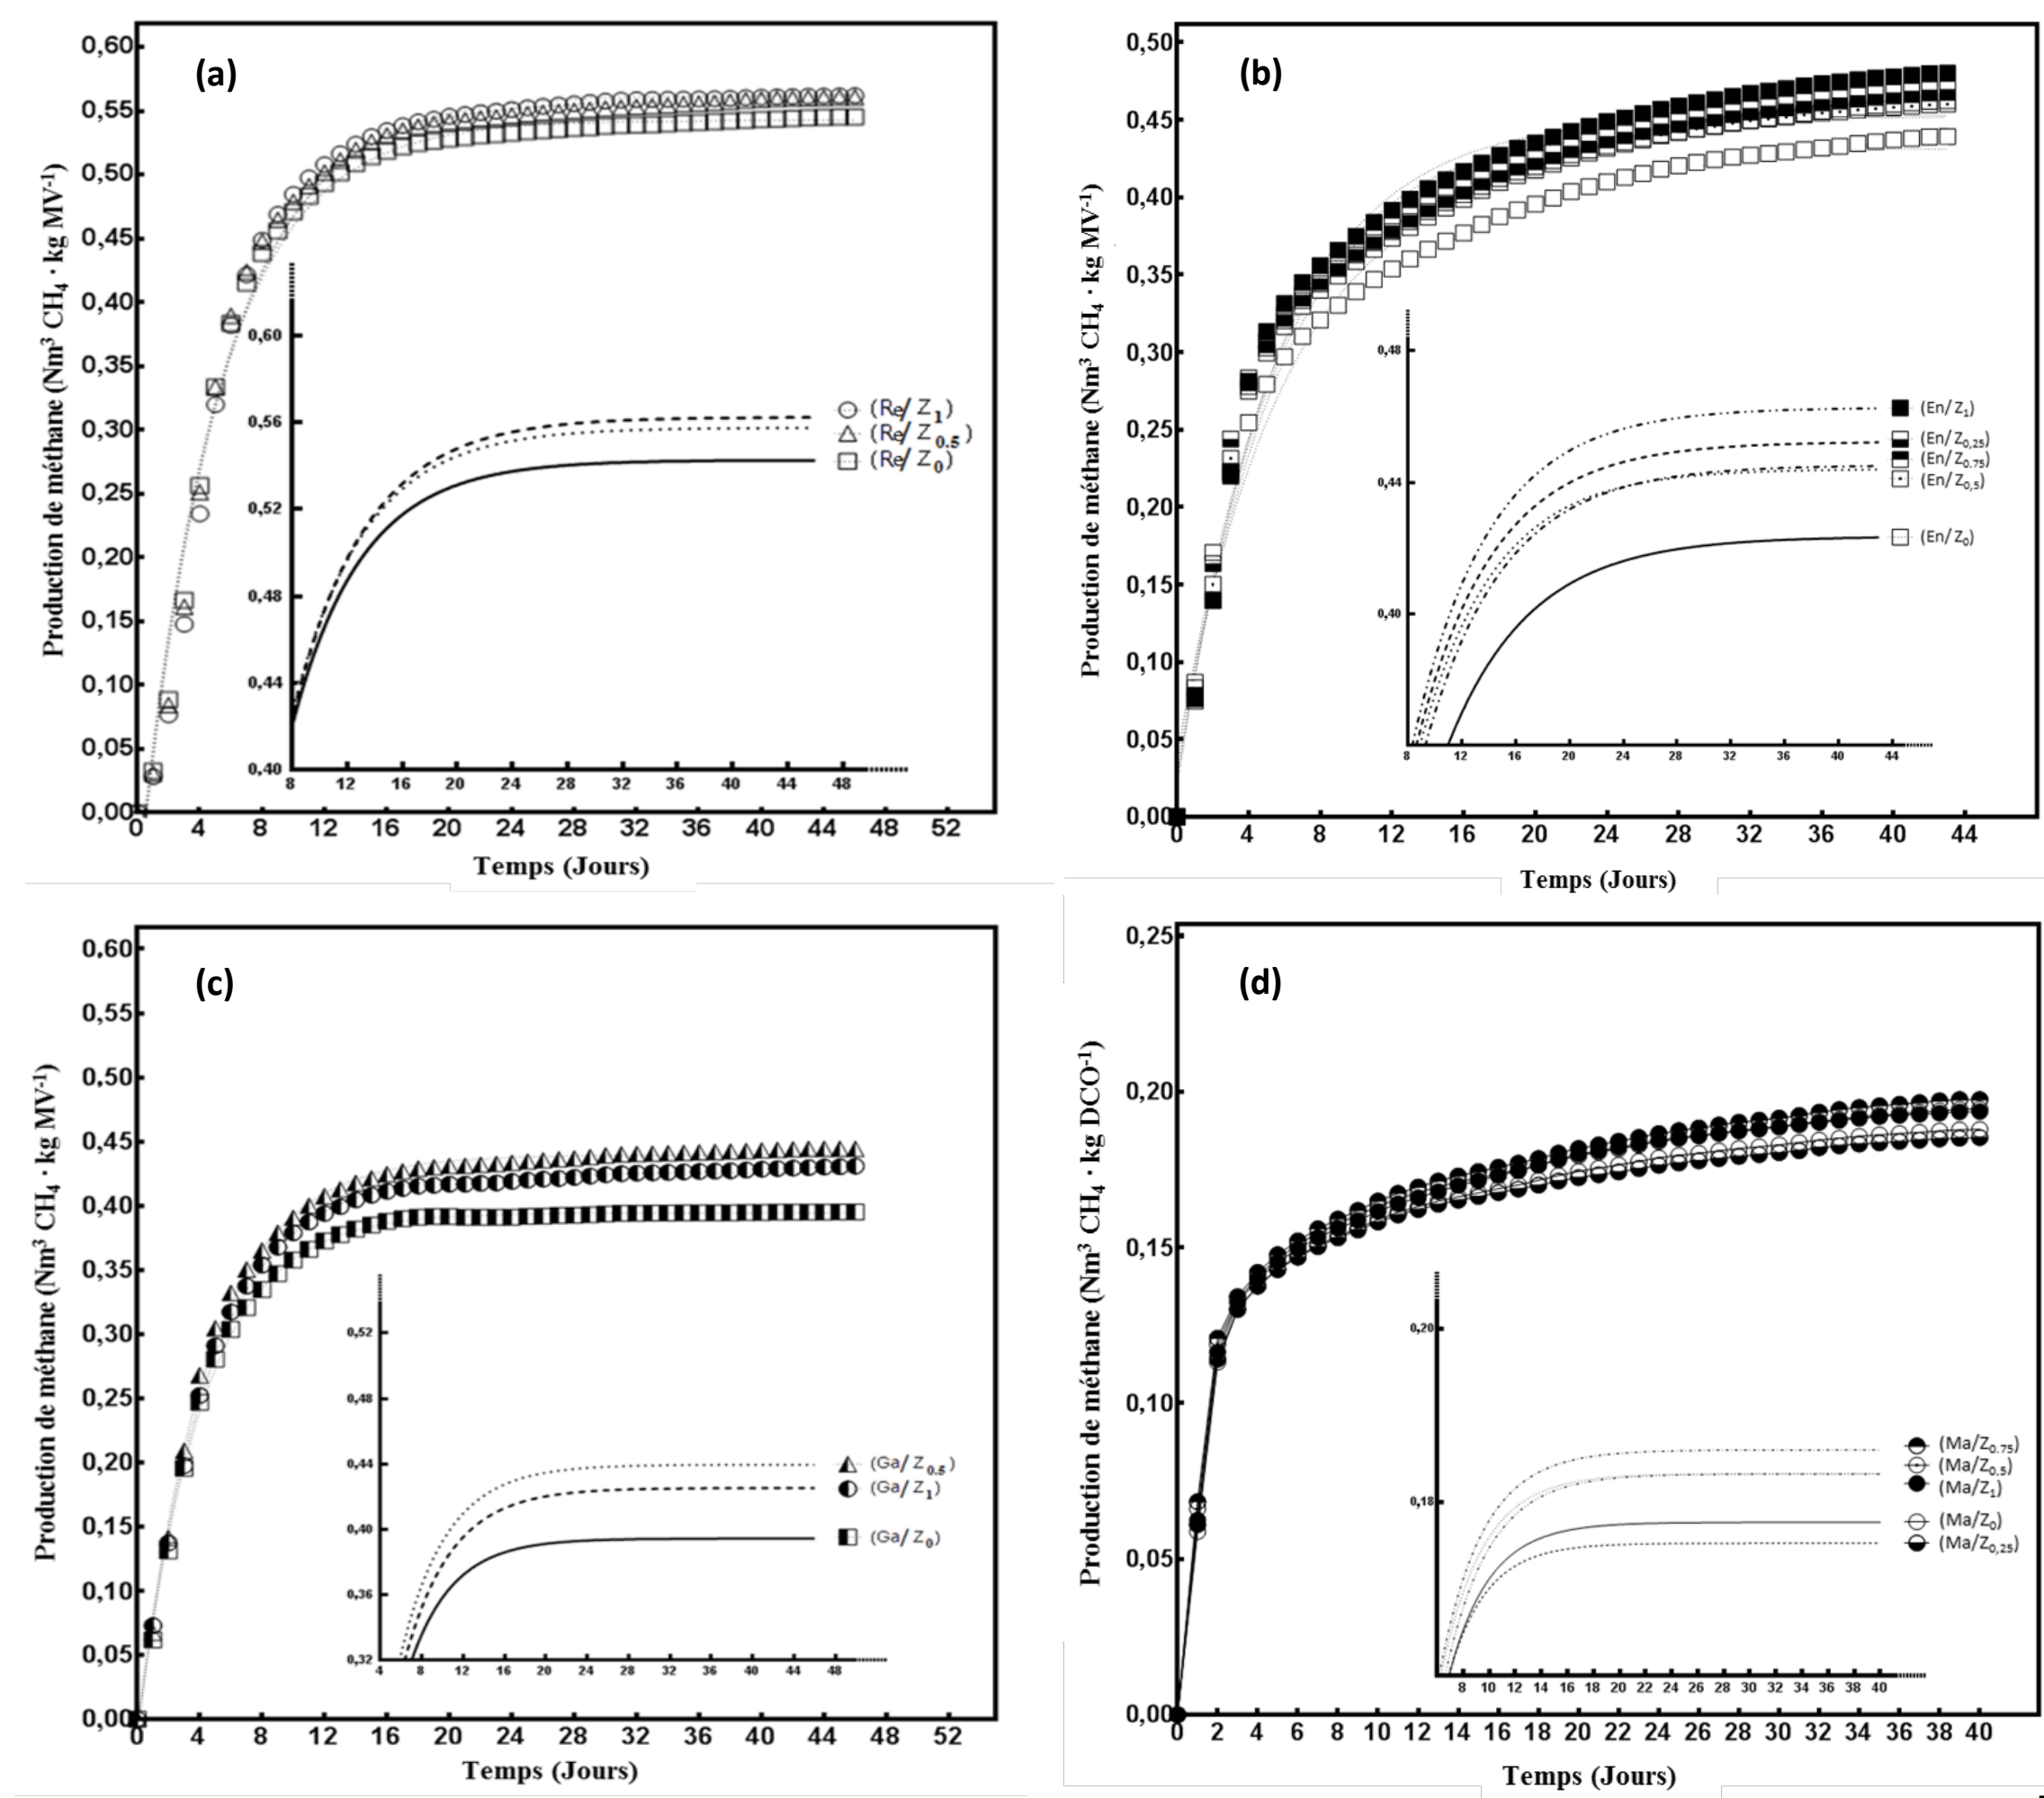 (a)
Production de méthane (Nm³ CH₄ · kg MV⁻¹)
0,60
0,55
0,50
0,45
0,40
0,35
0,30
0,25
0,20
0,15
0,10
0,05
0,00
0 4 8 12 16 20 24 28 32 36 40 44 48 52
Temps (Jours)
0,60
0,56
0,52
0,48
0,44
0,40
8 12 16 20 24 28 32 36 40 44 48
(Re/ Z₁)
(Re/ Z₀.₅)
(Re/ Z₀)
(b)
Production de méthane (Nm³ CH₄ · kg MV⁻¹)
0,50
0,45
0,40
0,35
0,30
0,25
0,20
0,15
0,10
0,05
0,00
0 4 8 12 16 20 24 28 32 36 40 44
Temps (Jours)
0,48
0,44
0,40
8 12 16 20 24 28 32 36 40 44
(En/Z₁)
(En/Z₀,₂₅)
(En/Z₀.₇₅)
(En/Z₀,₅)
(En/Z₀)
(c)
Production de méthane (Nm³ CH₄ · kg MV⁻¹)
0,60
0,55
0,50
0,45
0,40
0,35
0,30
0,25
0,20
0,15
0,10
0,05
0,00
0 4 8 12 16 20 24 28 32 36 40 44 48 52
Temps (Jours)
0,52
0,48
0,44
0,40
0,36
0,32
4 8 12 16 20 24 28 32 36 40 44 48
(Ga/ Z₀.₅)
(Ga/ Z₁)
(Ga/ Z₀)
(d)
Production de méthane (Nm³ CH₄ · kg DCO⁻¹)
0,25
0,20
0,15
0,10
0,05
0,00
0 2 4 6 8 10 12 14 16 18 20 22 24 26 28 30 32 34 36 38 40
Temps (Jours)
0,20
0,18
8 10 12 14 16 18 20 22 24 26 28 30 32 34 36 38 40
(Ma/Z₀.₇₅)
(Ma/Z₀.₅)
(Ma/Z₁)
(Ma/Z₀)
(Ma/Z₀,₂₅)